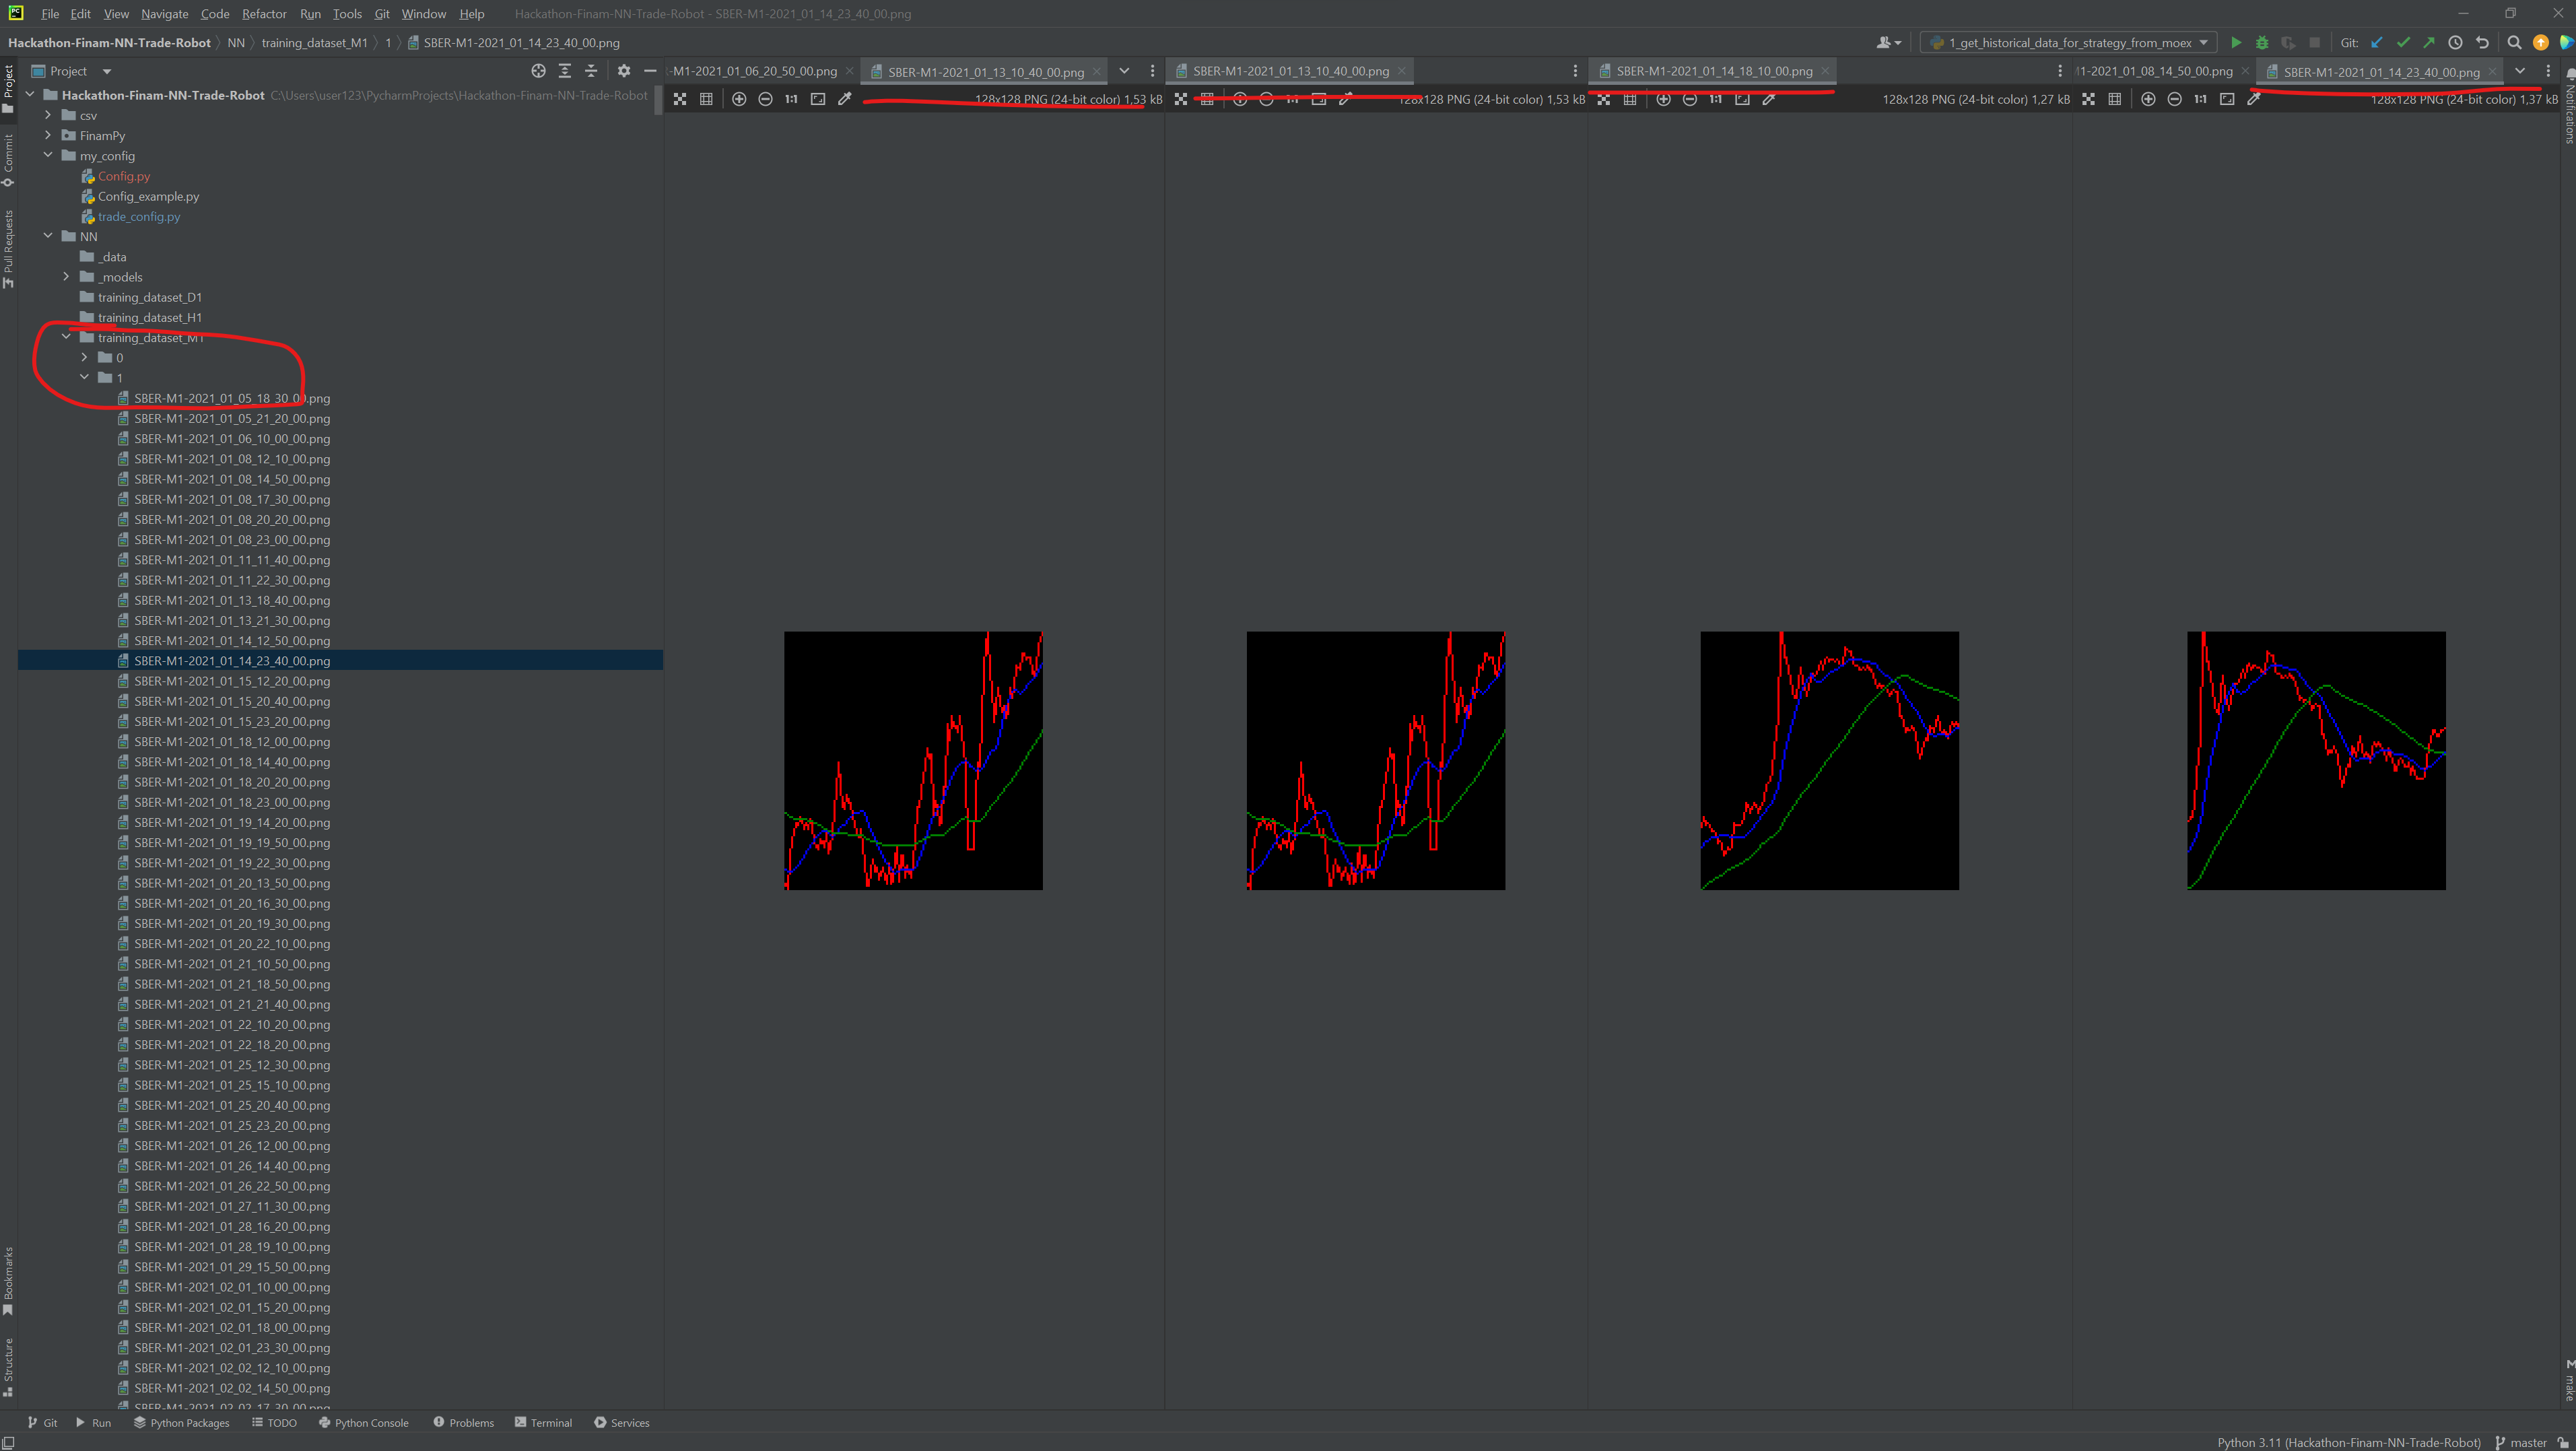 PC File Edit View Navigate Code Refactor Run Tools Git Window Help Hackathon-Finam-NN-Trade-Robot - SBER-M1-2021_01_14_23_40_00.png
Hackathon-Finam-NN-Trade-Robot NN training_dataset_M1 1 SBER-M1-2021_01_14_23_40_00.png 1_get_historical_data_for_strategy_from_moex Git:
Project
Commit
Pull Requests
Bookmarks
Structure
Project
Hackathon-Finam-NN-Trade-Robot C:\Users\user123\PycharmProjects\Hackathon-Finam-NN-Trade-Robot
csv
FinamPy
my_config
Config.py
Config_example.py
trade_config.py
NN
_data
_models
training_dataset_D1
training_dataset_H1
training_dataset_M1
0
1
SBER-M1-2021_01_05_18_30_00.png
SBER-M1-2021_01_05_21_20_00.png
SBER-M1-2021_01_06_10_00_00.png
SBER-M1-2021_01_08_12_10_00.png
SBER-M1-2021_01_08_14_50_00.png
SBER-M1-2021_01_08_17_30_00.png
SBER-M1-2021_01_08_20_20_00.png
SBER-M1-2021_01_08_23_00_00.png
SBER-M1-2021_01_11_11_40_00.png
SBER-M1-2021_01_11_22_30_00.png
SBER-M1-2021_01_13_18_40_00.png
SBER-M1-2021_01_13_21_30_00.png
SBER-M1-2021_01_14_12_50_00.png
SBER-M1-2021_01_14_23_40_00.png
SBER-M1-2021_01_15_12_20_00.png
SBER-M1-2021_01_15_20_40_00.png
SBER-M1-2021_01_15_23_20_00.png
SBER-M1-2021_01_18_12_00_00.png
SBER-M1-2021_01_18_14_40_00.png
SBER-M1-2021_01_18_20_20_00.png
SBER-M1-2021_01_18_23_00_00.png
SBER-M1-2021_01_19_14_20_00.png
SBER-M1-2021_01_19_19_50_00.png
SBER-M1-2021_01_19_22_30_00.png
SBER-M1-2021_01_20_13_50_00.png
SBER-M1-2021_01_20_16_30_00.png
SBER-M1-2021_01_20_19_30_00.png
SBER-M1-2021_01_20_22_10_00.png
SBER-M1-2021_01_21_10_50_00.png
SBER-M1-2021_01_21_18_50_00.png
SBER-M1-2021_01_21_21_40_00.png
SBER-M1-2021_01_22_10_20_00.png
SBER-M1-2021_01_22_18_20_00.png
SBER-M1-2021_01_25_12_30_00.png
SBER-M1-2021_01_25_15_10_00.png
SBER-M1-2021_01_25_20_40_00.png
SBER-M1-2021_01_25_23_20_00.png
SBER-M1-2021_01_26_12_00_00.png
SBER-M1-2021_01_26_14_40_00.png
SBER-M1-2021_01_26_22_50_00.png
SBER-M1-2021_01_27_11_30_00.png
SBER-M1-2021_01_28_16_20_00.png
SBER-M1-2021_01_28_19_10_00.png
SBER-M1-2021_01_29_15_50_00.png
SBER-M1-2021_02_01_10_00_00.png
SBER-M1-2021_02_01_15_20_00.png
SBER-M1-2021_02_01_18_00_00.png
SBER-M1-2021_02_01_23_30_00.png
SBER-M1-2021_02_02_12_10_00.png
SBER-M1-2021_02_02_14_50_00.png
SBER-M1-2021_02_02_17_30_00.png
-M1-2021_01_06_20_50_00.png SBER-M1-2021_01_13_10_40_00.png
1:1 128x128 PNG (24-bit color) 1,53 kB
SBER-M1-2021_01_13_10_40_00.png
1:1 128x128 PNG (24-bit color) 1,53 kB
SBER-M1-2021_01_14_18_10_00.png
1:1 128x128 PNG (24-bit color) 1,27 kB
11-2021_01_08_14_50_00.png SBER-M1-2021_01_14_23_40_00.png
1:1 128x128 PNG (24-bit color) 1,37 kB
Notifications
M
make
Git Run Python Packages TODO Python Console Problems Terminal Services
Python 3.11 (Hackathon-Finam-NN-Trade-Robot) master